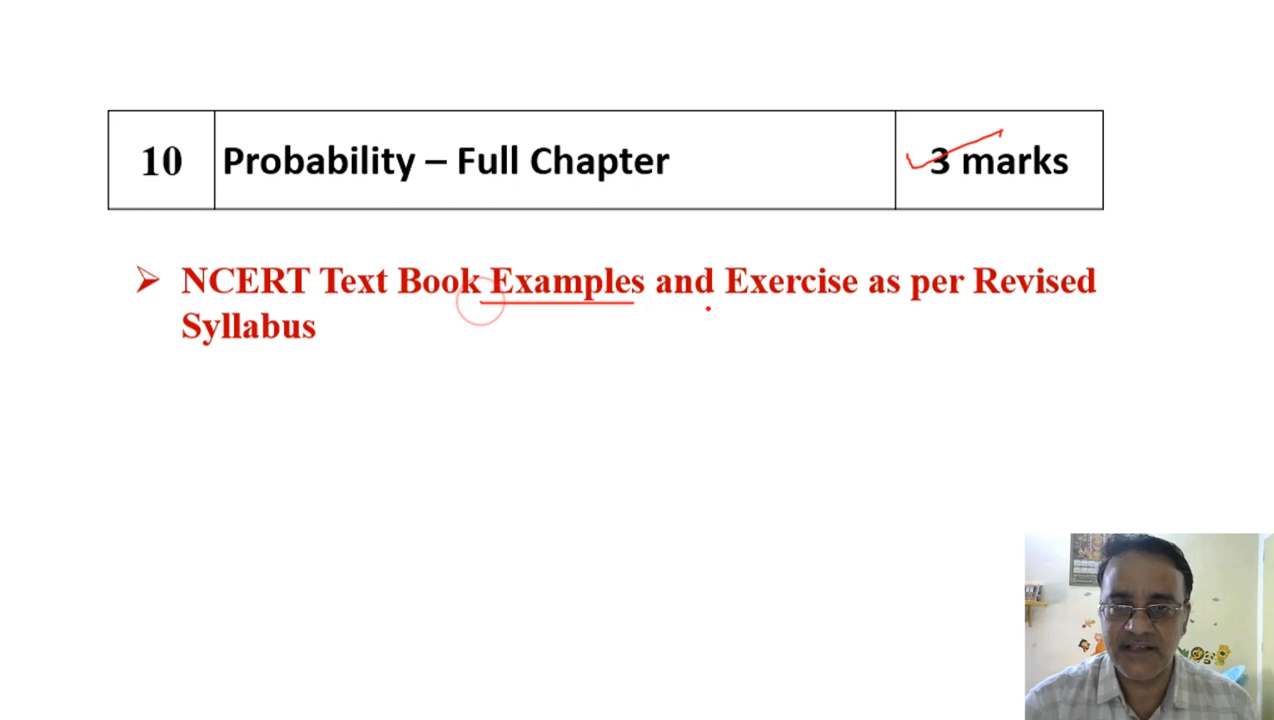 10 Probability – Full Chapter 3 marks
➢ NCERT Text Book Examples and Exercise as per Revised
Syllabus